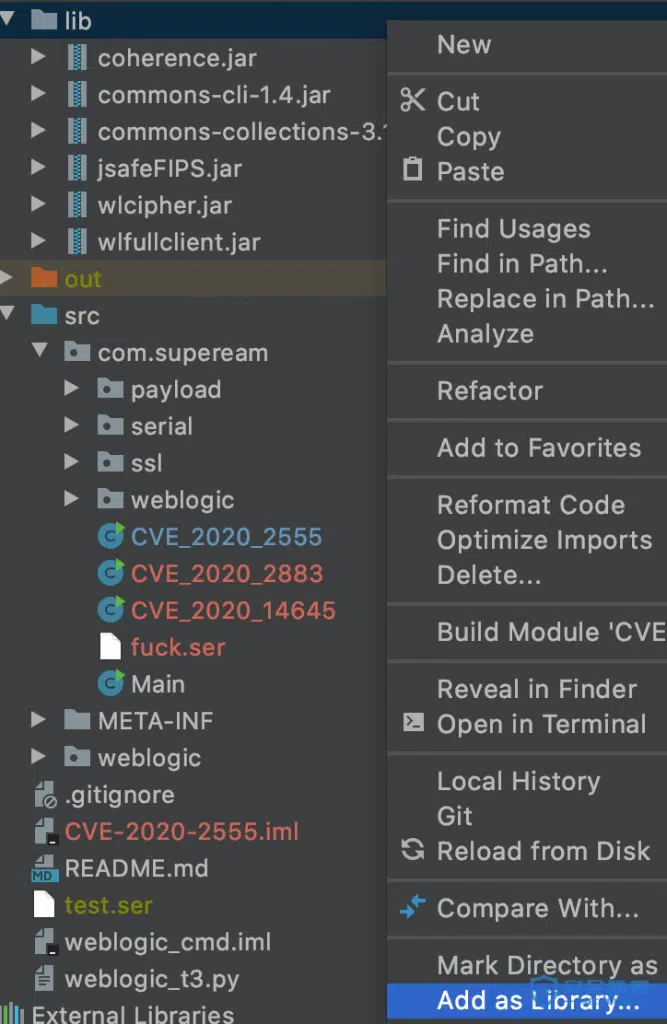 lib
coherence.jar
commons-cli-1.4.jar
commons-collections-3.
jsafeFIPS.jar
wlcipher.jar
wlfullclient.jar
out
src
com.supeream
payload
serial
ssl
weblogic
CVE_2020_2555
CVE_2020_2883
CVE_2020_14645
fuck.ser
Main
META-INF
weblogic
.gitignore
CVE-2020-2555.iml
MD
README.md
test.ser
weblogic_cmd.iml
weblogic_t3.py
External Libraries
New
Cut
Copy
Paste
Find Usages
Find in Path...
Replace in Path...
Analyze
Refactor
Add to Favorites
Reformat Code
Optimize Imports
Delete...
Build Module 'CVE
Reveal in Finder
Open in Terminal
Local History
Git
Reload from Disk
Compare With...
Mark Directory as
Add as Library...